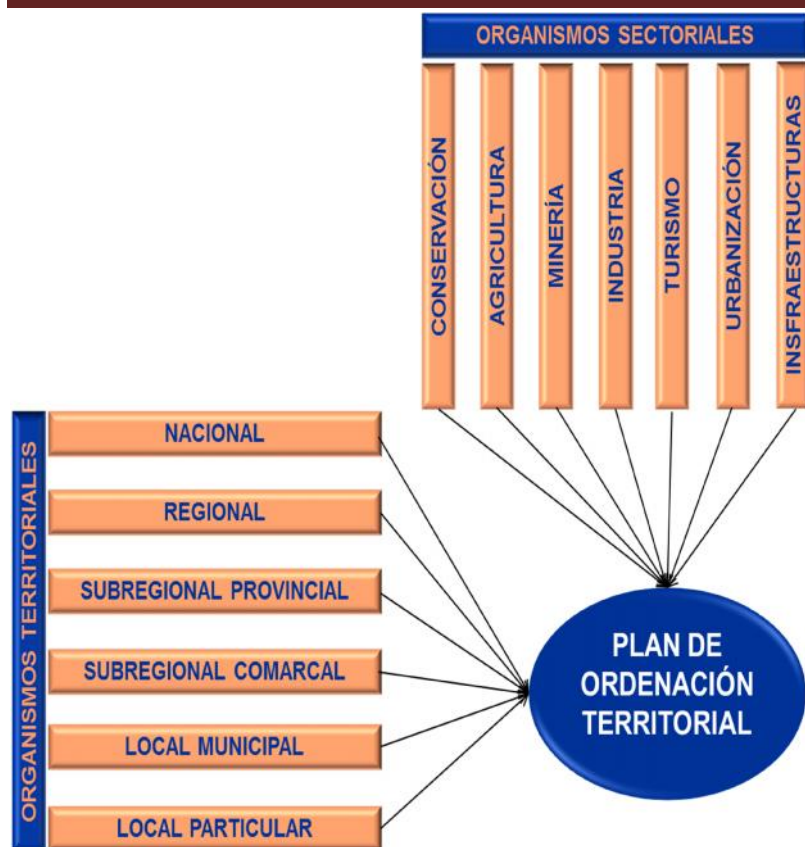 ORGANISMOS SECTORIALES
CONSERVACIÓN
AGRICULTURA
MINERÍA
INDUSTRIA
TURISMO
URBANIZACIÓN
INSFRAESTRUCTURAS
ORGANISMOS TERRITORIALES
NACIONAL
REGIONAL
SUBREGIONAL PROVINCIAL
SUBREGIONAL COMARCAL
LOCAL MUNICIPAL
LOCAL PARTICULAR
PLAN DE
ORDENACIÓN
TERRITORIAL